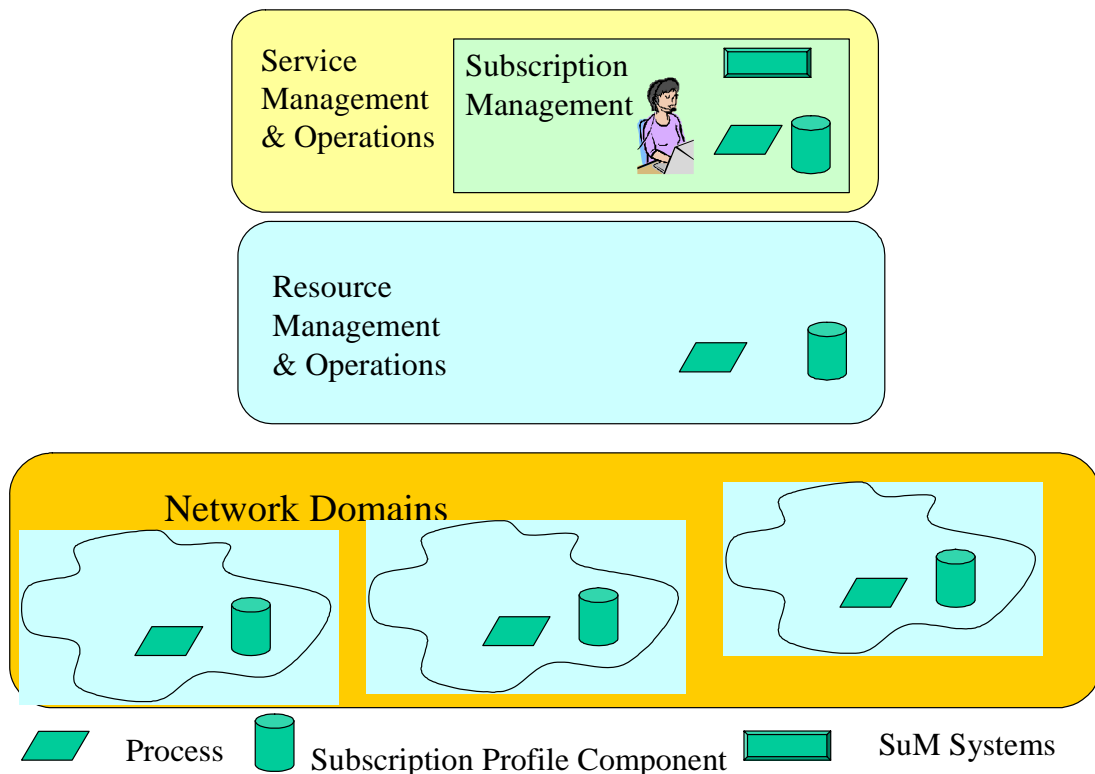 Service
Management
& Operations
Subscription
Management
Resource
Management
& Operations
Network Domains
Process
Subscription Profile Component
SuM Systems